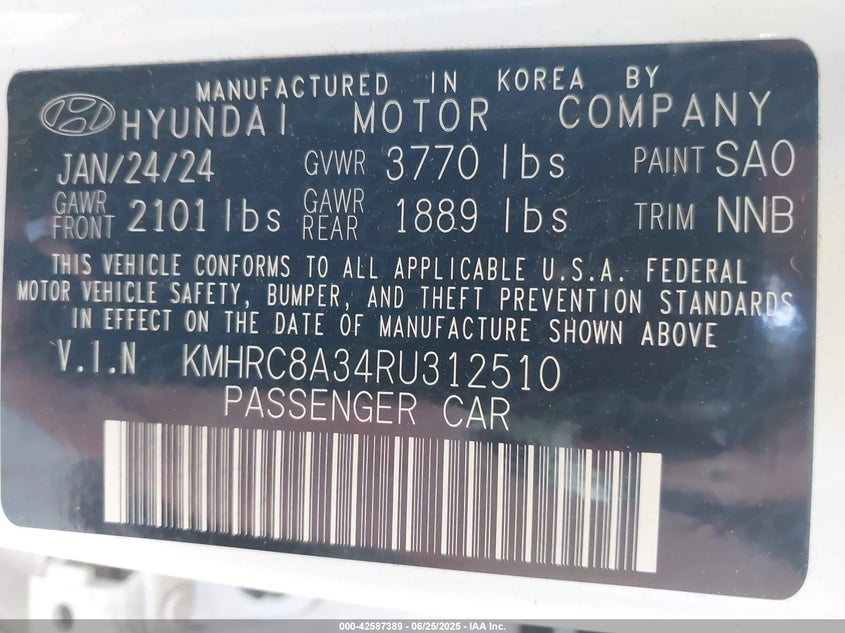 MANUFACTURED IN KOREA BY
HYUNDAI MOTOR COMPANY
JAN/24/24 GVWR 3770 lbs PAINT SAO
GAWR FRONT 2101 lbs GAWR REAR 1889 lbs TRIM NNB
THIS VEHICLE CONFORMS TO ALL APPLICABLE U.S.A. FEDERAL
MOTOR VEHICLE SAFETY, BUMPER, AND THEFT PREVENTION STANDARDS
IN EFFECT ON THE DATE OF MANUFACTURE SHOWN ABOVE
V.I.N KMHRC8A34RU312510
PASSENGER CAR
000-42587389 - 06/25/2025 - IAA Inc.